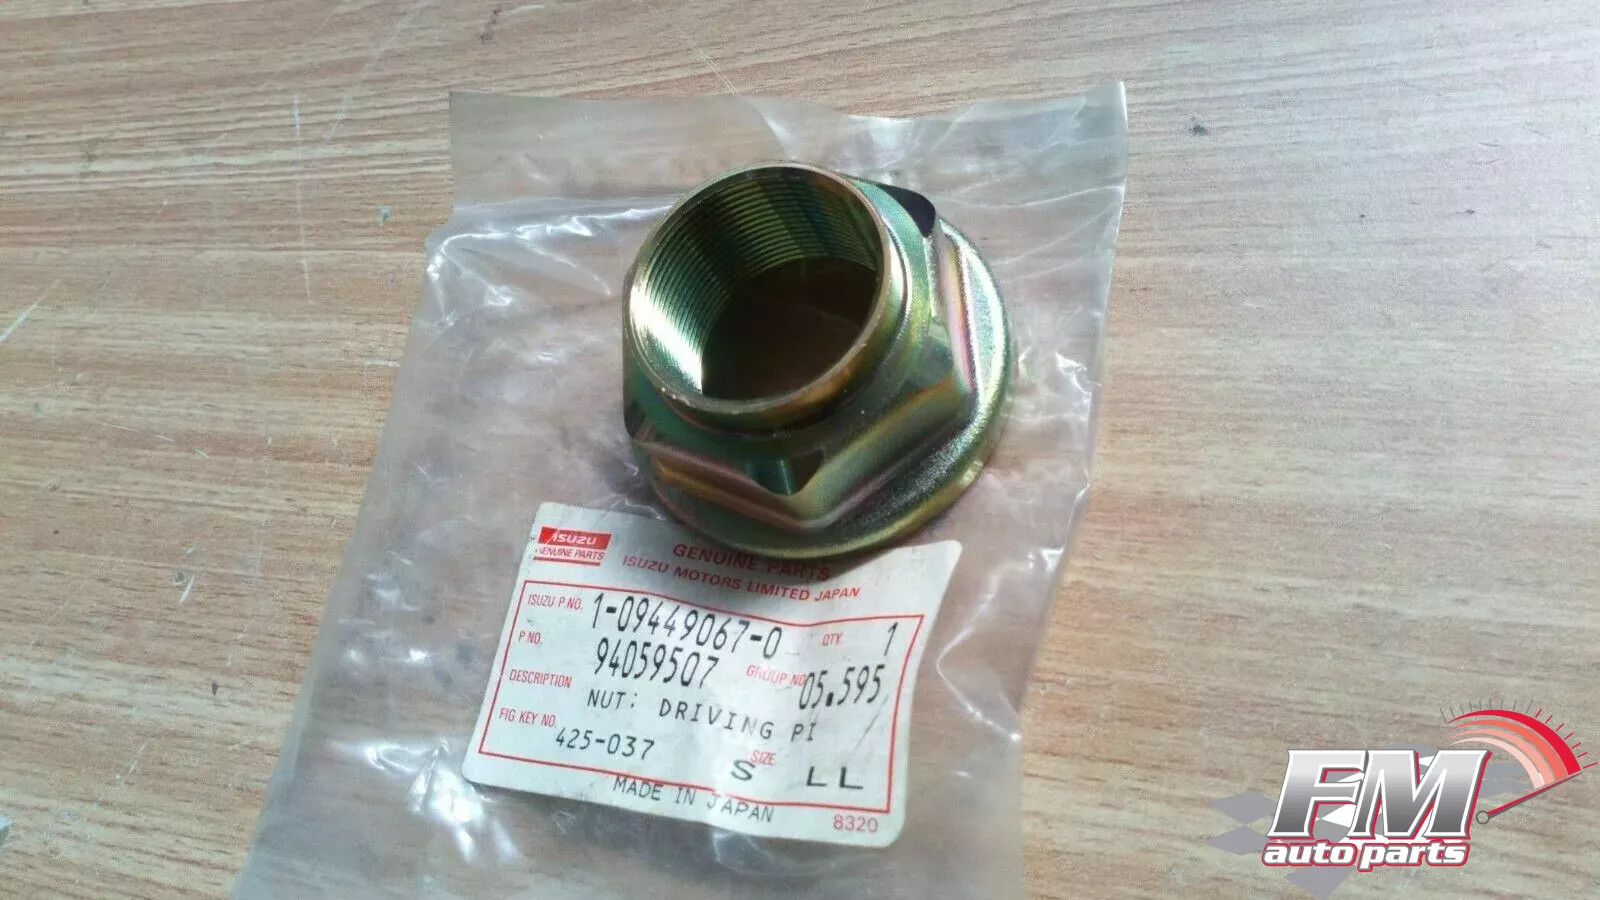 ISUZU
GENUINE PARTS
GENUINE PARTS
ISUZU MOTORS LIMITED JAPAN
ISUZU P.NO. 1-09449067-0 QTY. 1
P.NO. 94059507 GROUP NO 05.595
DESCRIPTION NUT: DRIVING PI
FIG KEY NO. 425-037 SIZE S LL
MADE IN JAPAN
8320
FM
auto parts